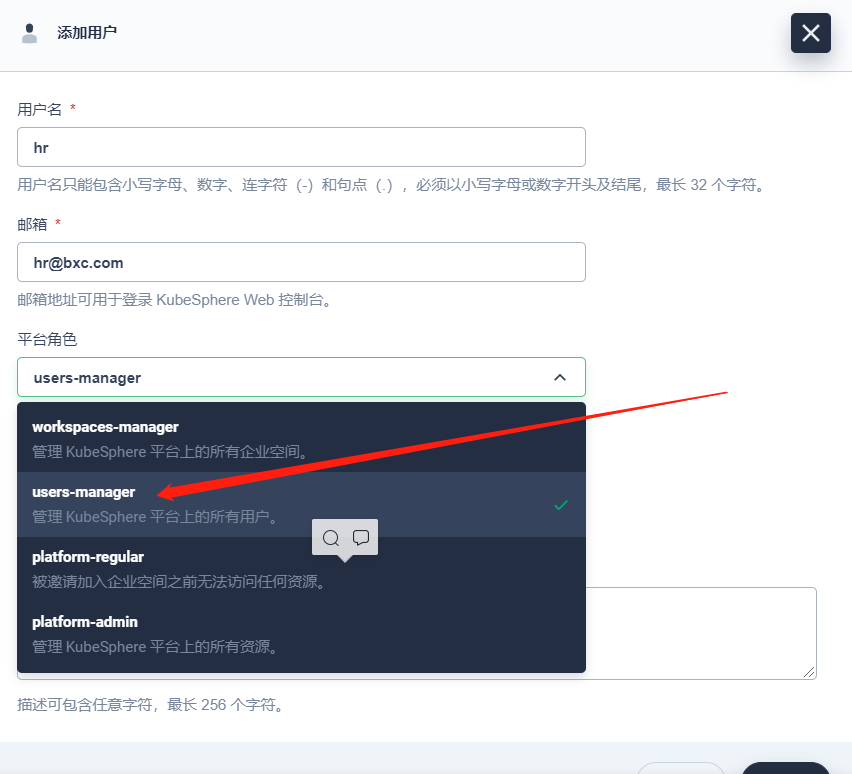 添加用户
用户名 *
hr
用户名只能包含小写字母、数字、连字符（-）和句点（.），必须以小写字母或数字开头及结尾，最长 32 个字符。
邮箱 *
hr@bxc.com
邮箱地址可用于登录 KubeSphere Web 控制台。
平台角色
users-manager
workspaces-manager
管理 KubeSphere 平台上的所有企业空间。
users-manager
管理 KubeSphere 平台上的所有用户。
platform-regular
被邀请加入企业空间之前无法访问任何资源。
platform-admin
管理 KubeSphere 平台上的所有资源。
描述可包含任意字符，最长 256 个字符。